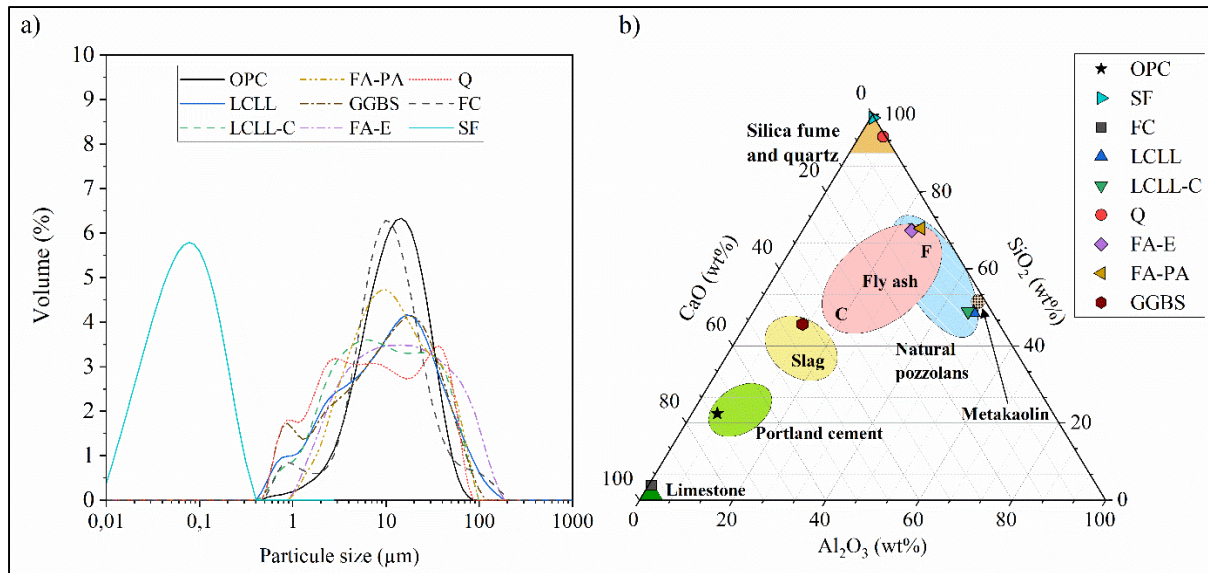 a)
10
9
8
7
6
5
4
3
2
1
0
Volume (%)
OPC FA-PA Q
LCLL GGBS FC
LCLL-C FA-E SF
0,01 0,1 1 10 100 1000
Particule size (µm)
b)
OPC
SF
FC
LCLL
LCLL-C
Q
FA-E
FA-PA
GGBS
0
100
Silica fume
and quartz
20
80
40
60
60
40
80
20
100
0
CaO (wt%)
SiO2 (wt%)
F
Fly ash
C
Natural
pozzolans
Slag
Metakaolin
Portland cement
Limestone
0 20 40 60 80 100
Al2O3 (wt%)